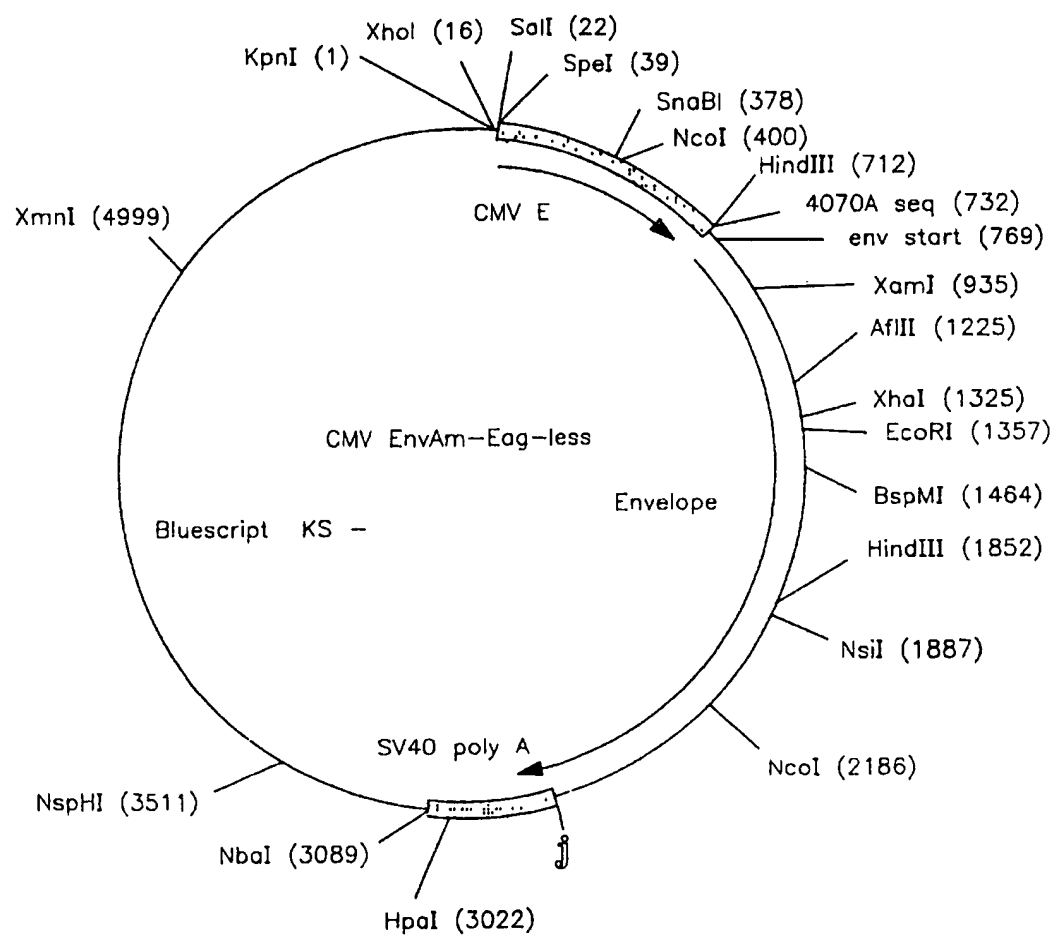 XhoI (16)
SalI (22)
KpnI (1)
SpeI (39)
SnaBI (378)
NcoI (400)
HindIII (712)
4070A seq (732)
env start (769)
XmnI (4999)
CMV E
XamI (935)
AflII (1225)
XhaI (1325)
EcoRI (1357)
CMV EnvAm-Eag-less
BspMI (1464)
Envelope
Bluescript KS -
HindIII (1852)
NsiI (1887)
SV40 poly A
NcoI (2186)
NspHI (3511)
NbaI (3089)
j
HpaI (3022)